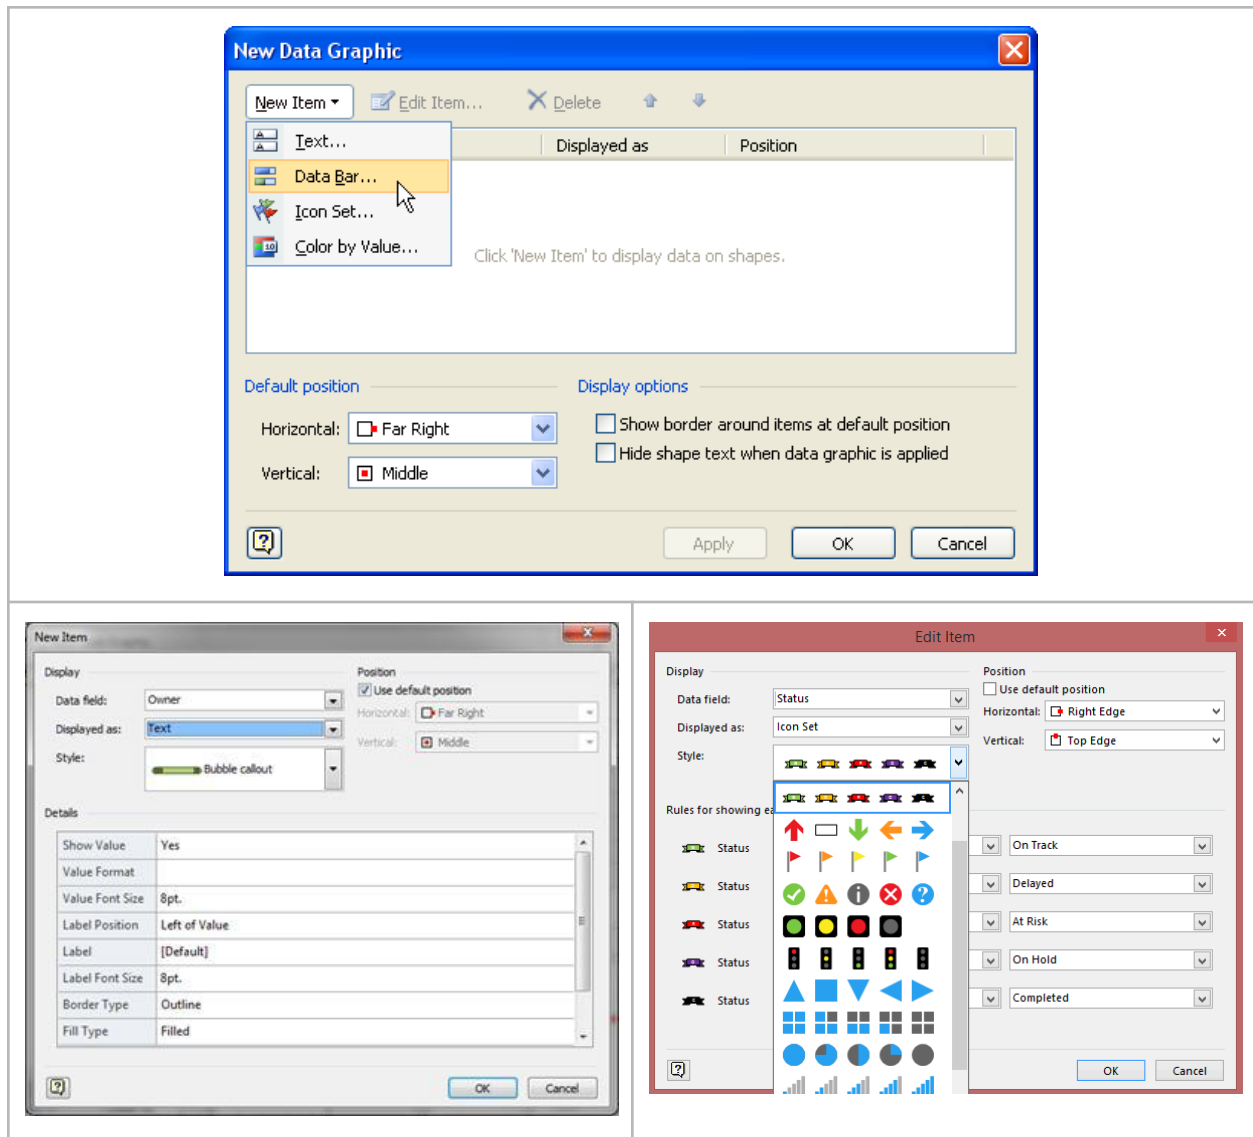 New Data Graphic
New Item
Edit Item...
Delete
Text...
Displayed as
Position
Data Bar...
Icon Set...
Color by Value...
Click 'New Item' to display data on shapes.
Default position
Display options
Horizontal: Far Right
Show border around items at default position
Hide shape text when data graphic is applied
Vertical: Middle
Apply
OK
Cancel
New Item
Display
Position
Data field: Owner
Use default position
Horizontal: Far Right
Displayed as: Text
Vertical: Middle
Style:
Bubble callout
Details
Show Value Yes
Value Format
Value Font Size 8pt.
Label Position Left of Value
Label [Default]
Label Font Size 8pt.
Border Type Outline
Fill Type Filled
OK
Cancel
Edit Item
Display
Position
Data field: Status
Use default position
Horizontal: Right Edge
Displayed as: Icon Set
Vertical: Top Edge
Style:
Rules for showing
Status On Track
Status Delayed
Status At Risk
Status On Hold
Status Completed
OK
Cancel